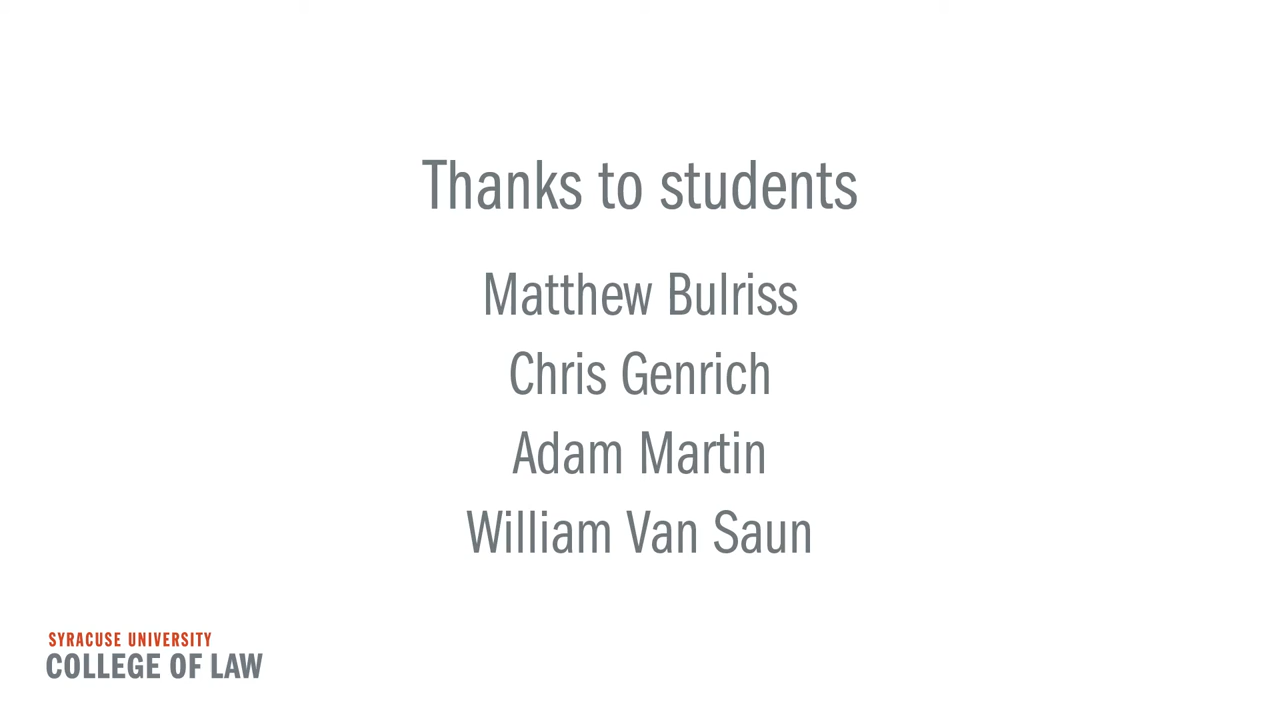 Thanks to students
Matthew Bulriss
Chris Genrich
Adam Martin
William Van Saun
SYRACUSE UNIVERSITY
COLLEGE OF LAW